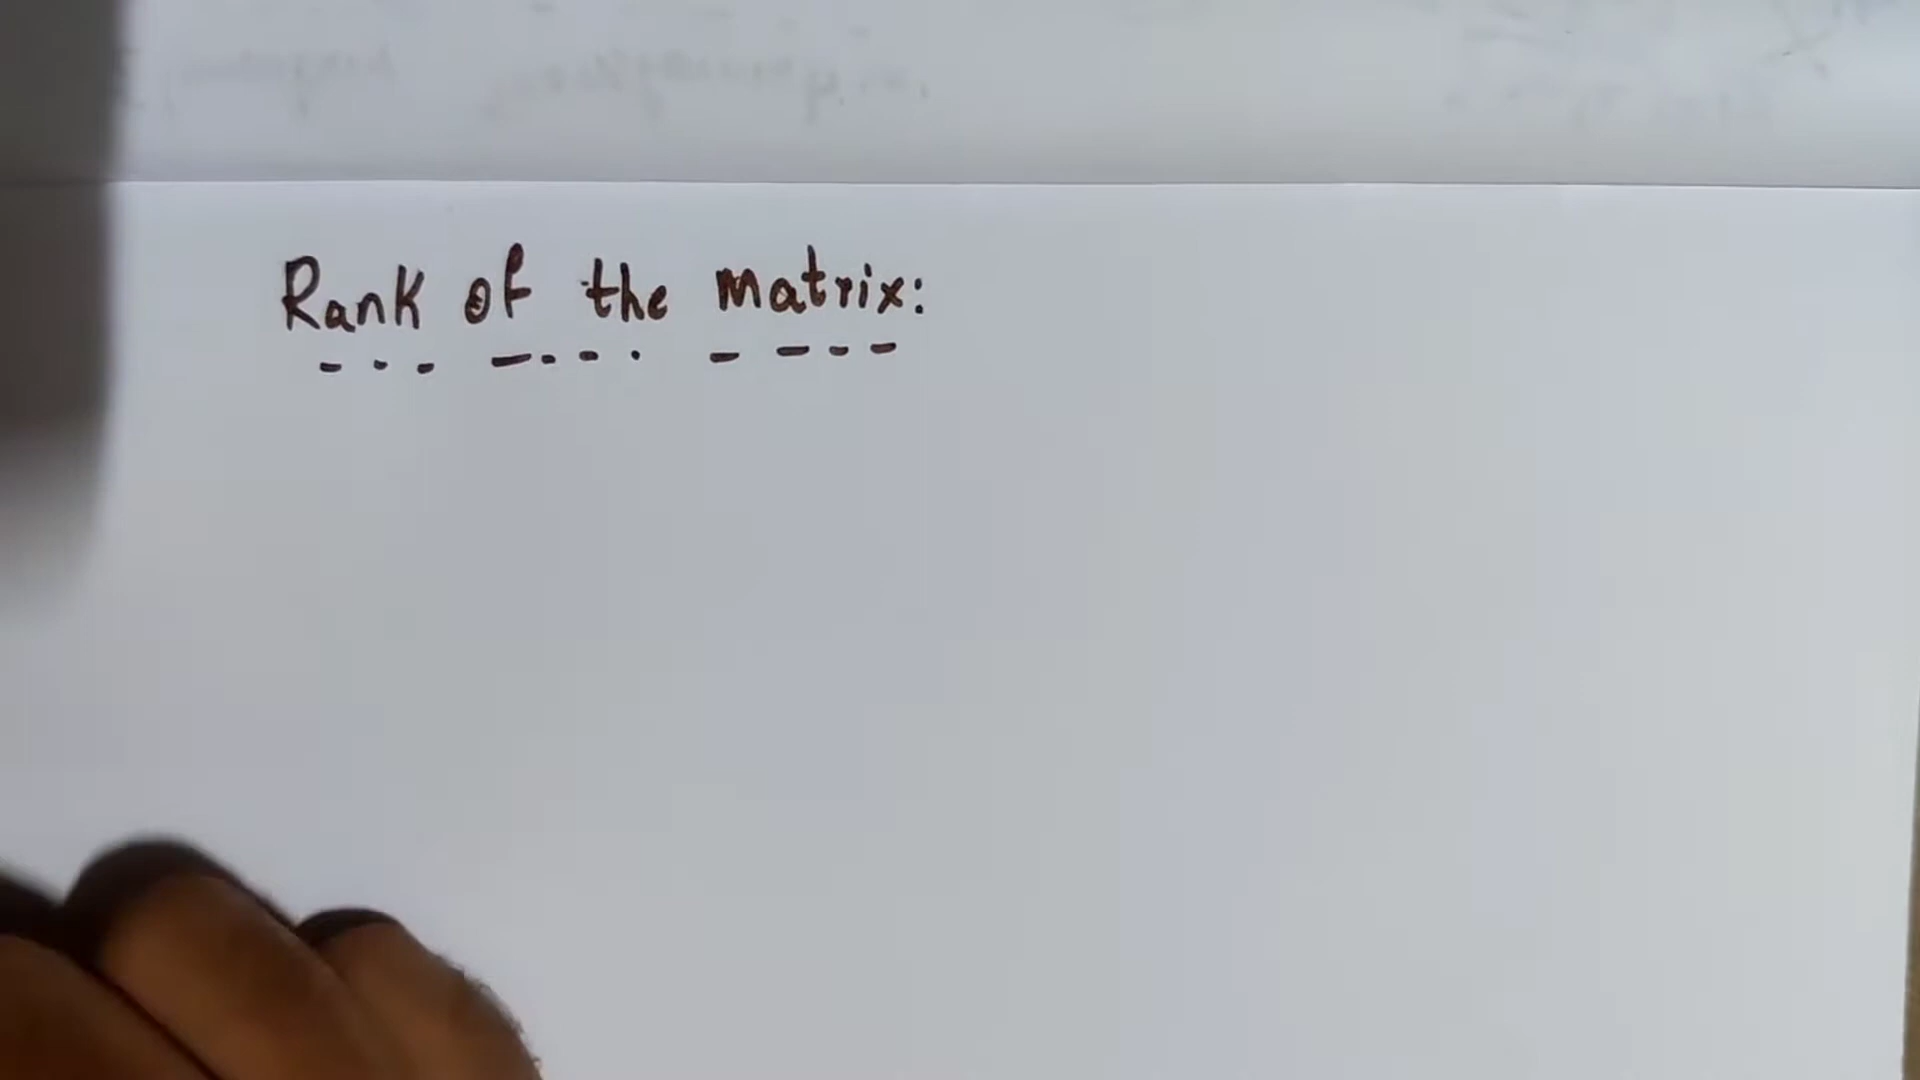 Rank of the matrix: